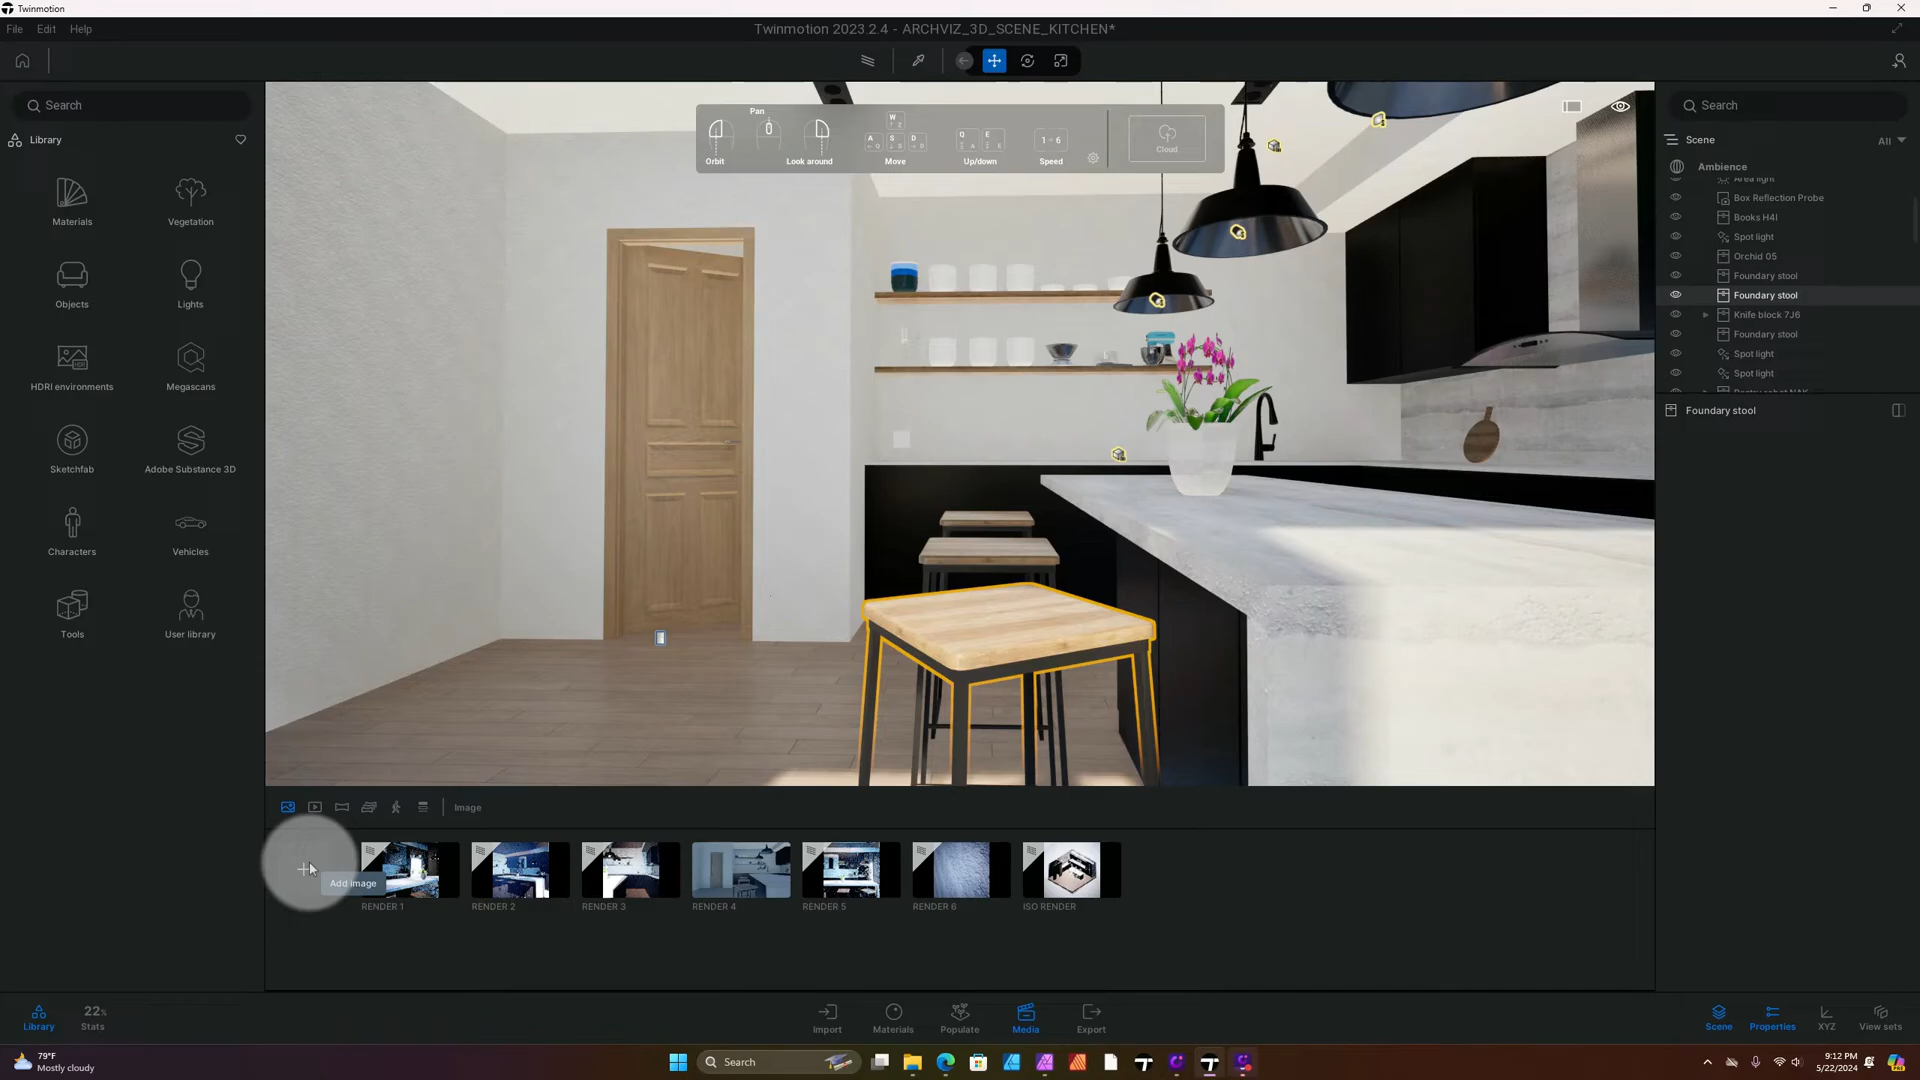 Twinmotion
File Edit Help
Twinmotion 2023.2.4 - ARCHVIZ_3D_SCENE_KITCHEN*
Search
Library
Materials Vegetation
Objects Lights
HDRI environments Megascans
Sketchfab Adobe Substance 3D
Characters Vehicles
Tools User library
Pan
Orbit Look around
W
A S D
Move
Q E
Up/down
1 - 6
Speed
Cloud
Search
Scene All
Ambience
Area light
Box Reflection Probe
Books H4I
Spot light
Orchid 05
Foundary stool
Foundary stool
Knife block 7J6
Foundary stool
Spot light
Spot light
Foundary stool
Image
Add image
RENDER 1 RENDER 2 RENDER 3 RENDER 4 RENDER 5 RENDER 6 ISO RENDER
Library
22%
Stats
Import Materials Populate Media Export
Scene Properties XYZ View sets
79°F
Mostly cloudy
Search
9:12 PM
5/22/2024